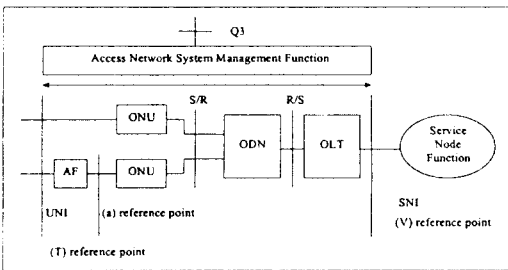 Q3
Access Network System Management Function
S/R
R/S
ONU
ODN
OLT
Service
Node
Function
AF
ONU
UNI
(a) reference point
SNI
(V) reference point
(T) reference point